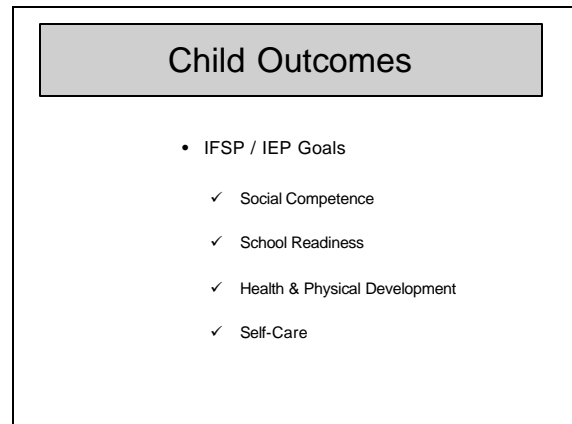 Child Outcomes
• IFSP / IEP Goals
✓ Social Competence
✓ School Readiness
✓ Health & Physical Development
✓ Self-Care